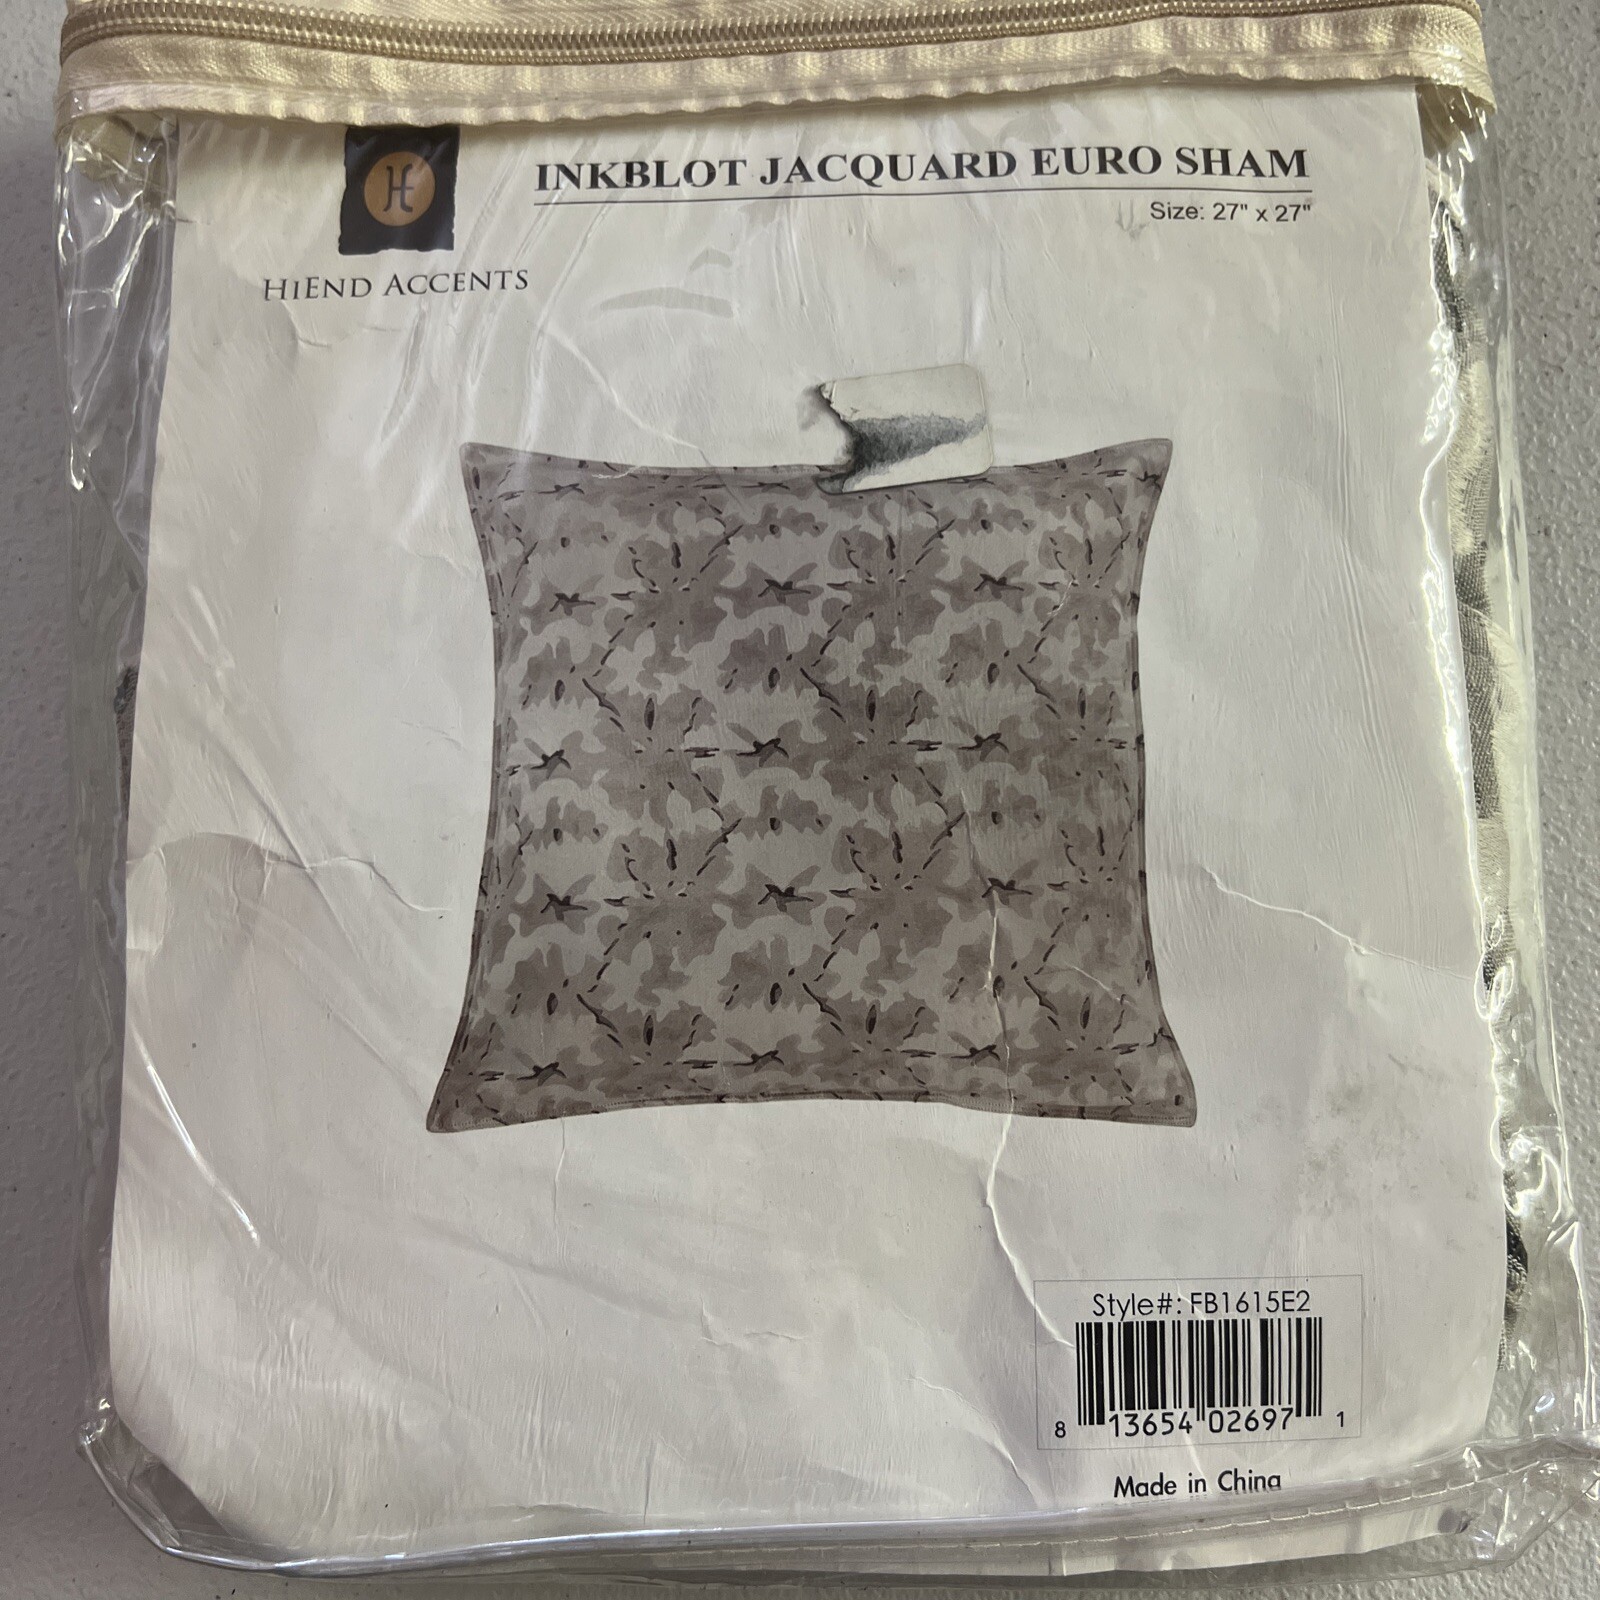 INKBLOT JACQUARD EURO SHAM
Size: 27" x 27"
H
HIEND ACCENTS
Style#: FB1615E2
8 13654 02697 1
Made in China